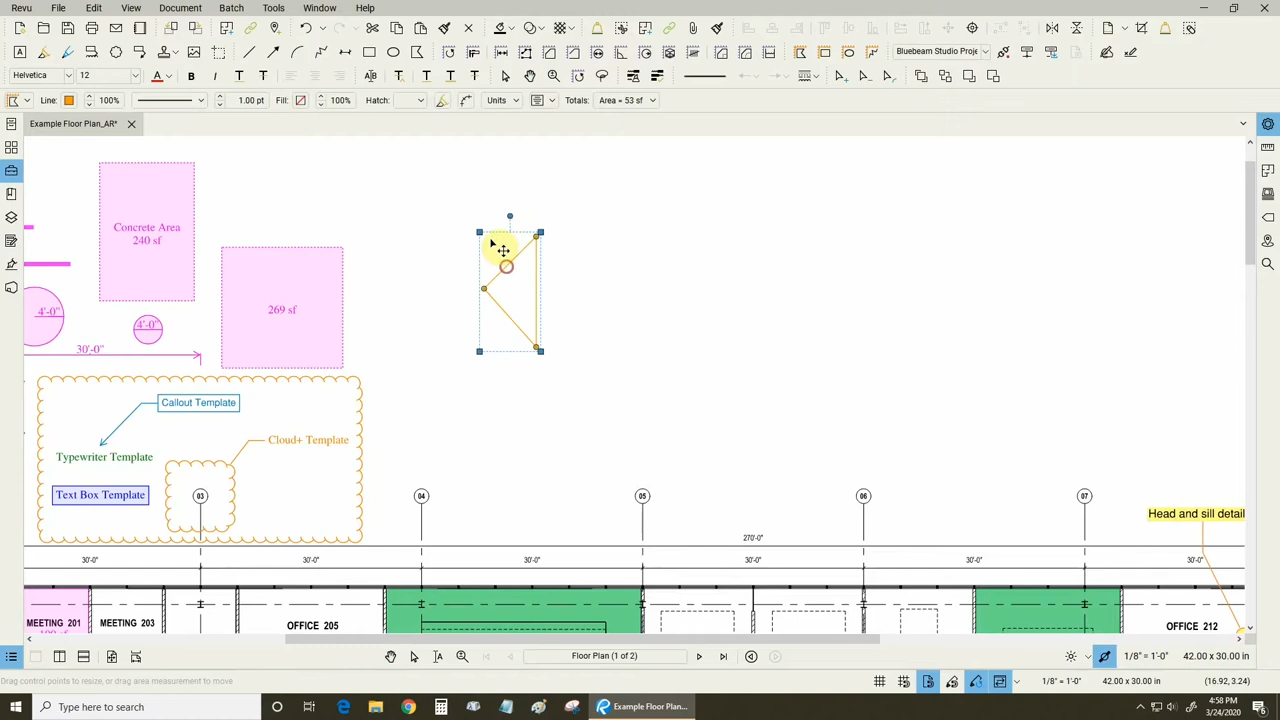 Revu File Edit View Document Batch Tools Window Help
Bluebeam Studio Proje
Helvetica 12 A B I T T T T T T
Line: 100% 1.00 pt Fill: 100% Hatch: Units Totals: Area = 53 sf
Example Floor Plan_AR*
Concrete Area
240 sf
269 sf
4'-0"
4'-0"
30'-0"
Callout Template
Cloud+ Template
Typewriter Template
Text Box Template
03 04 05 06 07
Head and sill detail
270'-0"
30'-0" 30'-0" 30'-0" 30'-0" 30'-0" 30'-0"
MEETING 201 MEETING 203 OFFICE 205 OFFICE 212
Floor Plan (1 of 2) 1/8" = 1'-0" 42.00 x 30.00 in
Drag control points to resize, or drag area measurement to move 1/8" = 1'-0" 42.00 x 30.00 in (16.92, 3.24)
Type here to search Example Floor Plan... 4:58 PM
3/24/2020